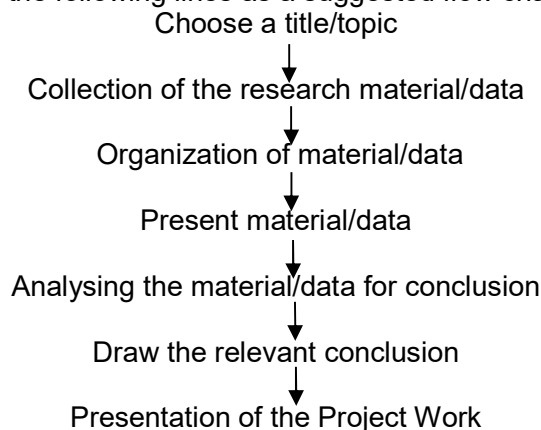 Choose a title/topic
Collection of the research material/data
Organization of material/data
Present material/data
Analysing the material/data for conclusion
Draw the relevant conclusion
Presentation of the Project Work